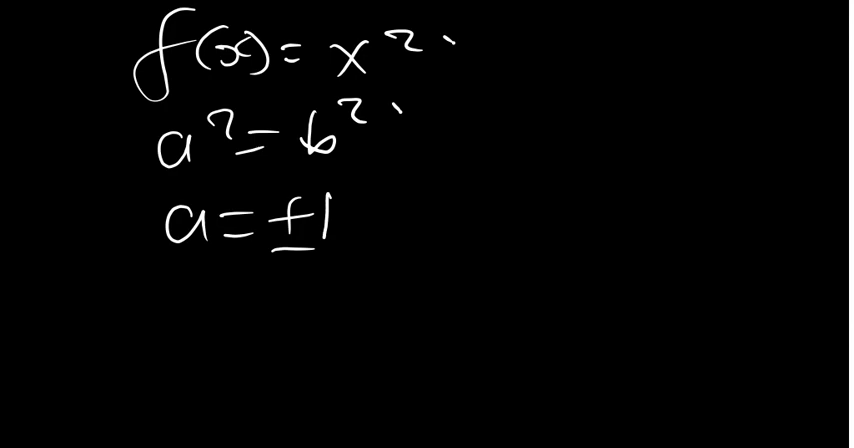 f(x) = x².
a² = b².
a = ±1